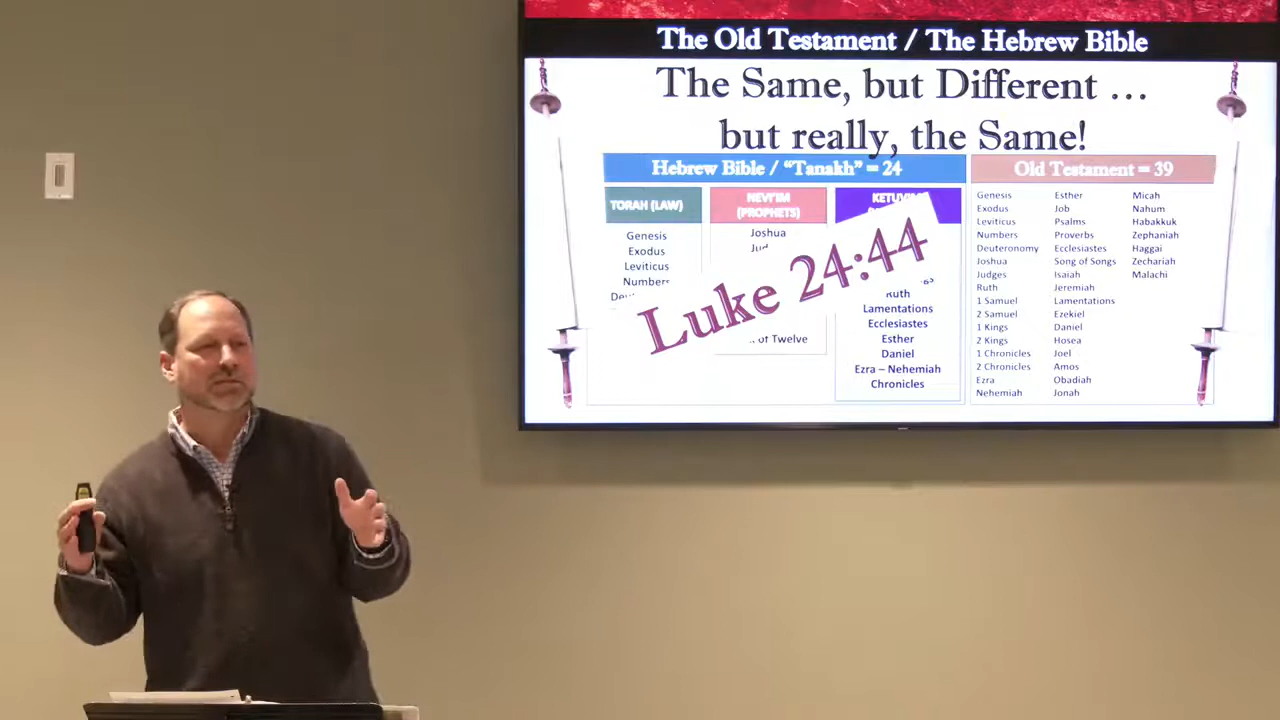 The Old Testament / The Hebrew Bible
The Same, but Different …
but really, the Same!
Hebrew Bible / “Tanakh” = 24
TORAH (LAW)
Genesis
Exodus
Leviticus
Numbers
NEVI'IM
(PROPHETS)
Joshua
of Twelve
Ruth
Lamentations
Ecclesiastes
Esther
Daniel
Ezra – Nehemiah
Chronicles
Luke 24:44
Old Testament = 39
Genesis
Exodus
Leviticus
Numbers
Deuteronomy
Joshua
Judges
Ruth
1 Samuel
2 Samuel
1 Kings
2 Kings
1 Chronicles
2 Chronicles
Ezra
Nehemiah
Esther
Job
Psalms
Proverbs
Ecclesiastes
Song of Songs
Isaiah
Jeremiah
Lamentations
Ezekiel
Daniel
Hosea
Joel
Amos
Obadiah
Jonah
Micah
Nahum
Habakkuk
Zephaniah
Haggai
Zechariah
Malachi